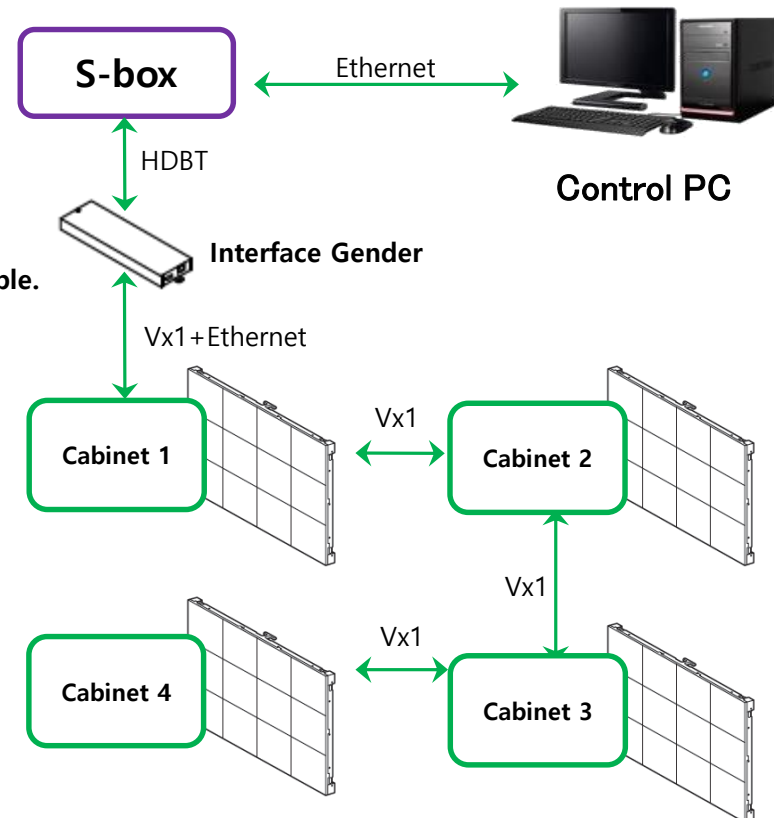 S-box
Ethernet
HDBT
Control PC
Interface Gender
Vx1+Ethernet
Cabinet 1
Vx1
Cabinet 2
Vx1
Cabinet 4
Vx1
Cabinet 3